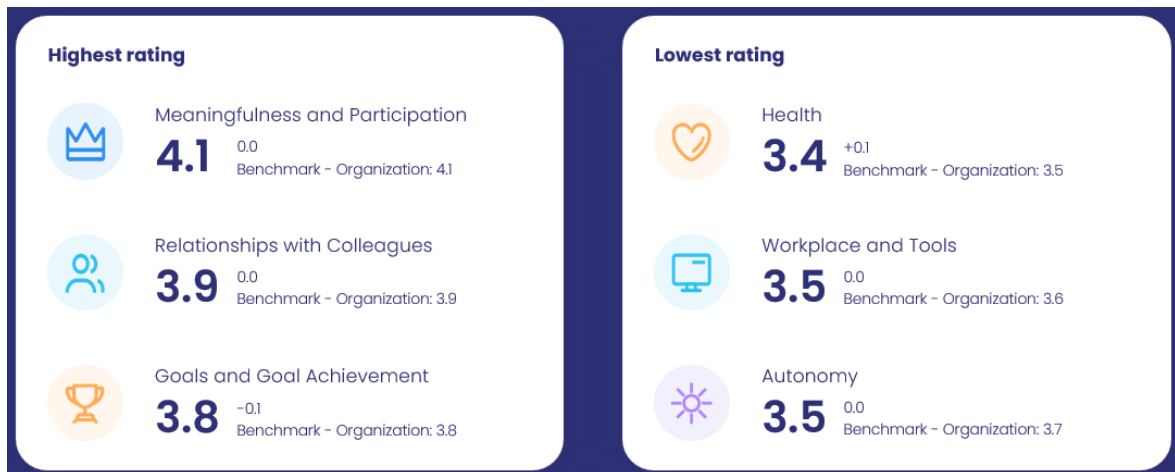 Highest rating
Meaningfulness and Participation
4.1
0.0
Benchmark - Organization: 4.1
Relationships with Colleagues
3.9
0.0
Benchmark - Organization: 3.9
Goals and Goal Achievement
3.8
-0.1
Benchmark - Organization: 3.8
Lowest rating
Health
3.4
+0.1
Benchmark - Organization: 3.5
Workplace and Tools
3.5
0.0
Benchmark - Organization: 3.6
Autonomy
3.5
0.0
Benchmark - Organization: 3.7